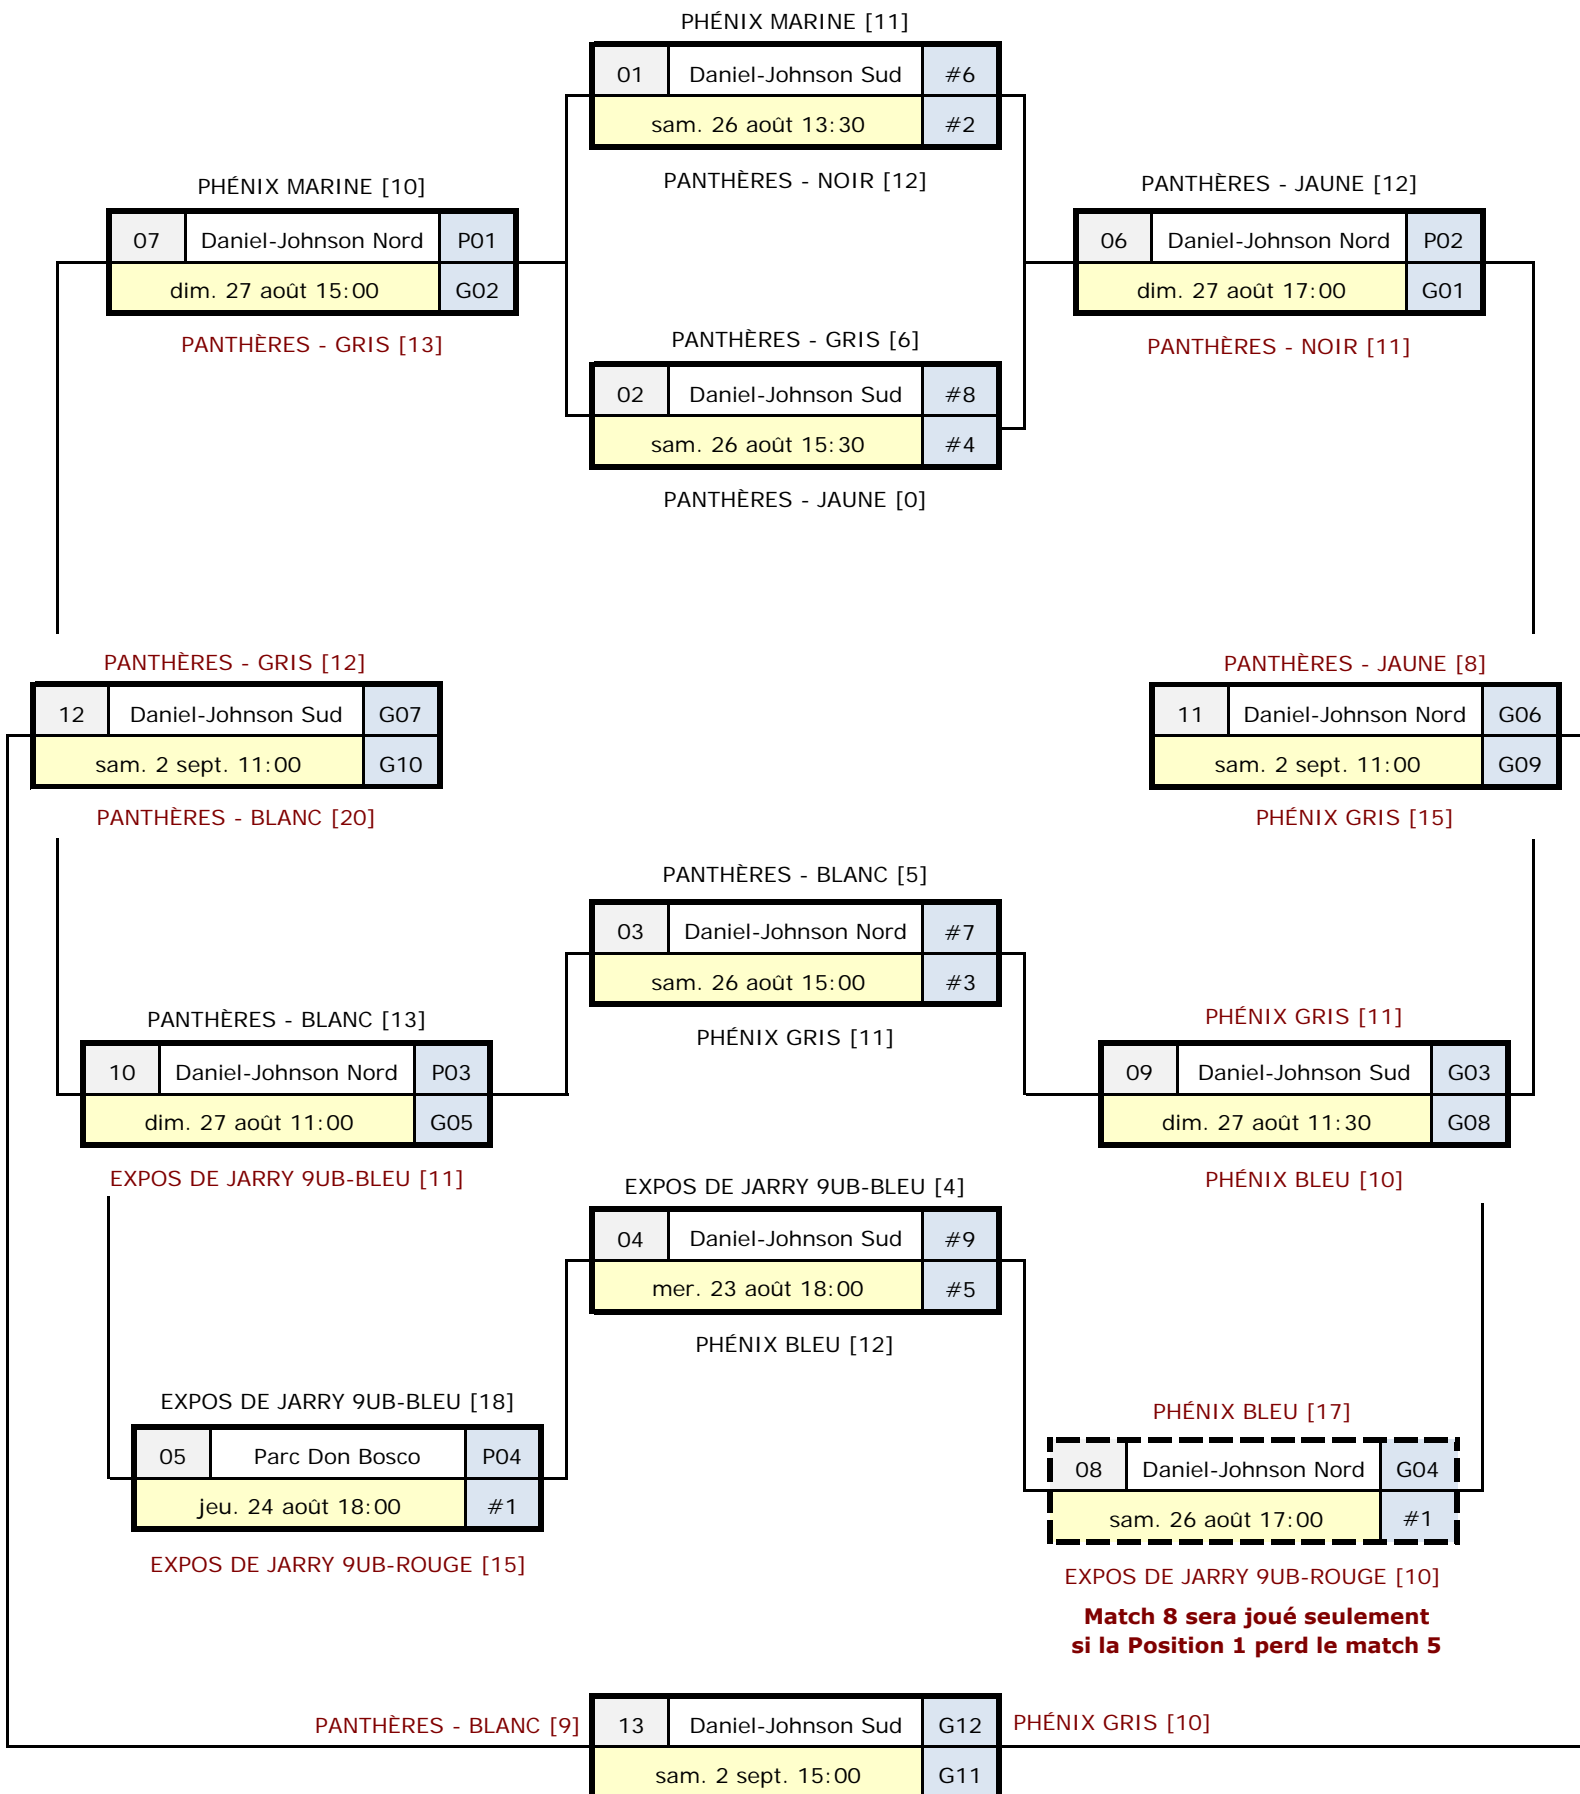 PHÉNIX MARINE [11]
01 Daniel-Johnson Sud #6
sam. 26 août 13:30 #2
PANTHÈRES - NOIR [12]
PHÉNIX MARINE [10]
07 Daniel-Johnson Nord P01
dim. 27 août 15:00 G02
PANTHÈRES - GRIS [13]
PANTHÈRES - JAUNE [12]
06 Daniel-Johnson Nord P02
dim. 27 août 17:00 G01
PANTHÈRES - NOIR [11]
PANTHÈRES - GRIS [6]
02 Daniel-Johnson Sud #8
sam. 26 août 15:30 #4
PANTHÈRES - JAUNE [0]
PANTHÈRES - GRIS [12]
12 Daniel-Johnson Sud G07
sam. 2 sept. 11:00 G10
PANTHÈRES - BLANC [20]
PANTHÈRES - JAUNE [8]
11 Daniel-Johnson Nord G06
sam. 2 sept. 11:00 G09
PHÉNIX GRIS [15]
PANTHÈRES - BLANC [5]
03 Daniel-Johnson Nord #7
sam. 26 août 15:00 #3
PHÉNIX GRIS [11]
PANTHÈRES - BLANC [13]
10 Daniel-Johnson Nord P03
dim. 27 août 11:00 G05
EXPOS DE JARRY 9UB-BLEU [11]
PHÉNIX GRIS [11]
09 Daniel-Johnson Sud G03
dim. 27 août 11:30 G08
PHÉNIX BLEU [10]
EXPOS DE JARRY 9UB-BLEU [4]
04 Daniel-Johnson Sud #9
mer. 23 août 18:00 #5
PHÉNIX BLEU [12]
EXPOS DE JARRY 9UB-BLEU [18]
05 Parc Don Bosco P04
jeu. 24 août 18:00 #1
EXPOS DE JARRY 9UB-ROUGE [15]
PHÉNIX BLEU [17]
08 Daniel-Johnson Nord G04
sam. 26 août 17:00 #1
EXPOS DE JARRY 9UB-ROUGE [10]
Match 8 sera joué seulement
si la Position 1 perd le match 5
PANTHÈRES - BLANC [9] 13 Daniel-Johnson Sud G12 PHÉNIX GRIS [10]
sam. 2 sept. 15:00 G11